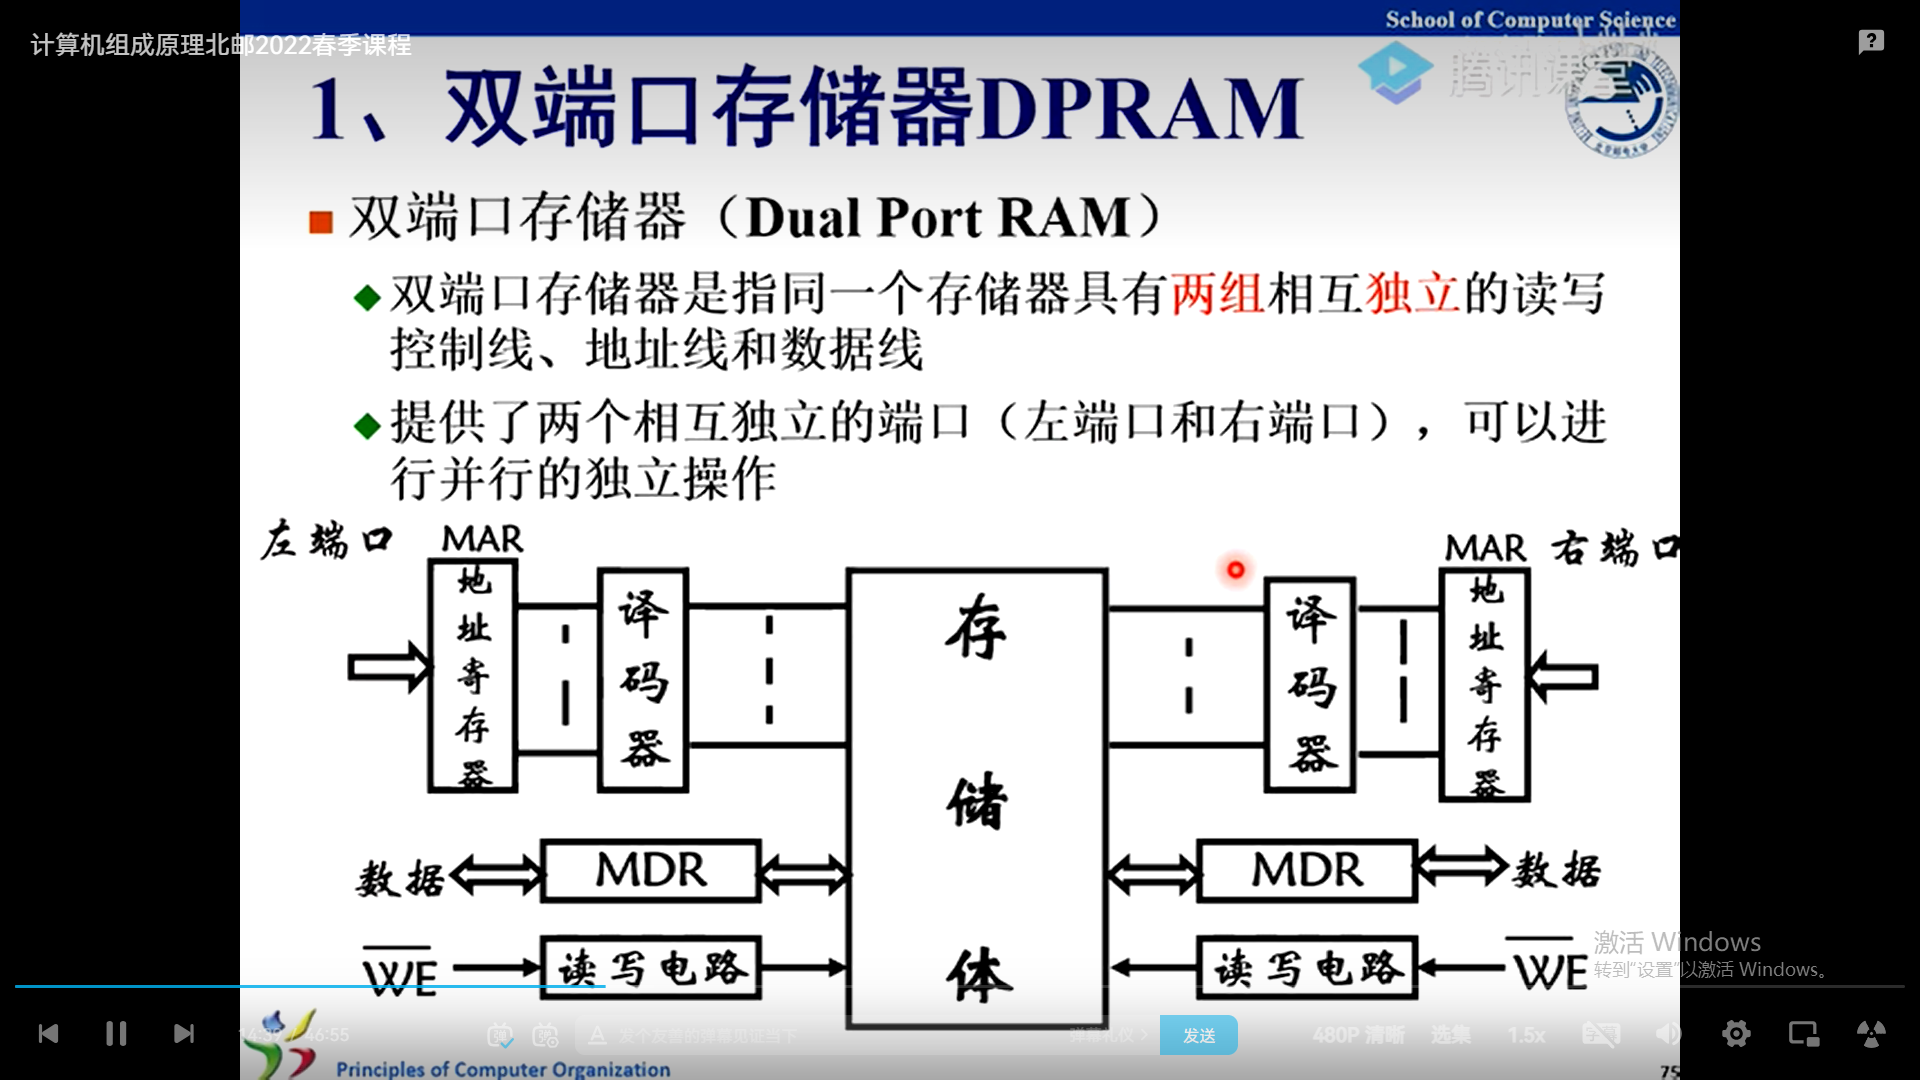 School of Computer Science
计算机组成原理北邮2022春季课程
腾讯课堂
1、双端口存储器DPRAM
双端口存储器（Dual Port RAM）
双端口存储器是指同一个存储器具有两组相互独立的读写
控制线、地址线和数据线
提供了两个相互独立的端口（左端口和右端口），可以进
行并行的独立操作
左端口 MAR MAR 右端口
地址寄存器 译码器 存储体 译码器 地址寄存器
数据 MDR MDR 数据
WE 读写电路 读写电路 WE
激活 Windows
转到“设置”以激活 Windows。
46:55
发个友善的弹幕见证当下
弹幕礼仪 >
发送
480P 清晰
选集
1.5x
Principles of Computer Organization
75